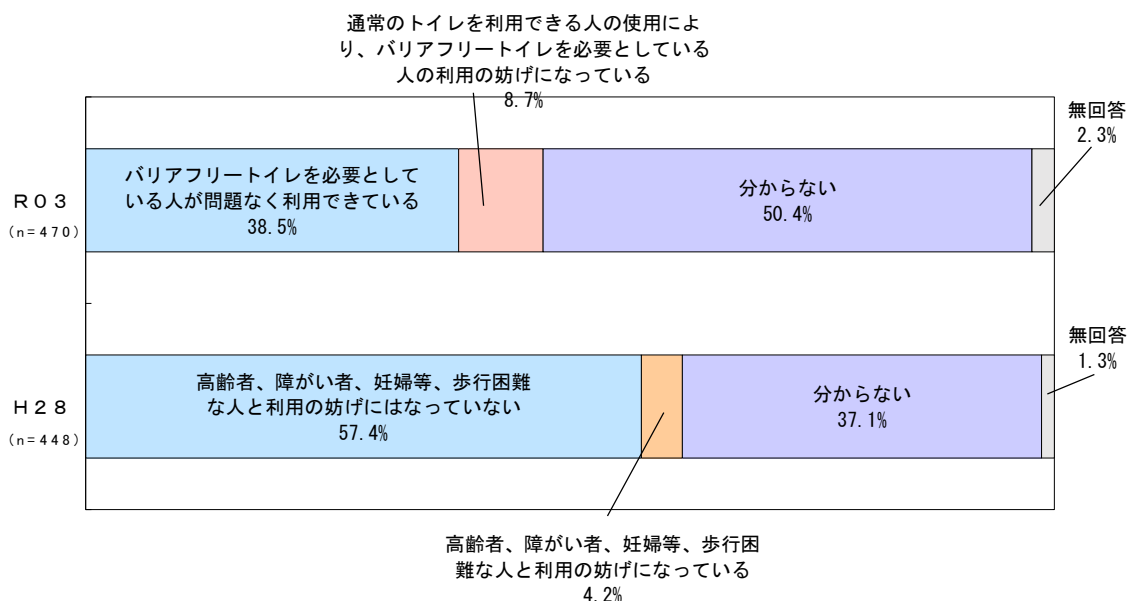 通常のトイレを利用できる人の使用によ
り、バリアフリートイレを必要としている
人の利用の妨げになっている
8.7%
無回答
2.3%
R03
(n=470)
バリアフリートイレを必要として
いる人が問題なく利用できている
38.5%
分からない
50.4%
無回答
1.3%
H28
(n=448)
高齢者、障がい者、妊婦等、歩行困難
な人と利用の妨げにはなっていない
57.4%
分からない
37.1%
高齢者、障がい者、妊婦等、歩行困
難な人と利用の妨げになっている
4.2%